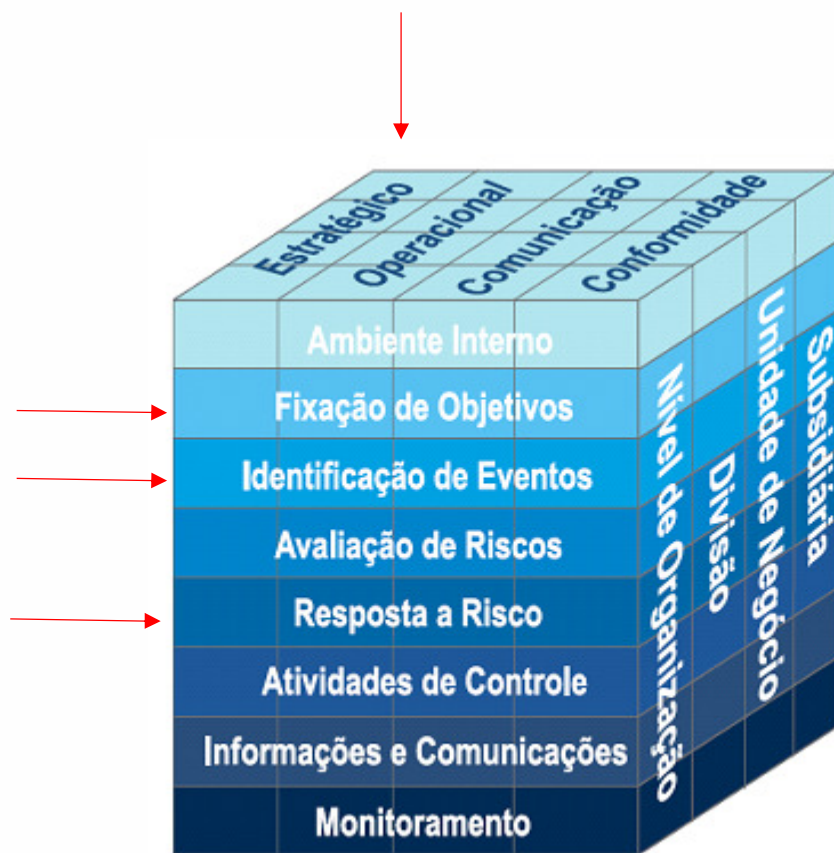 Estratégico
Operacional
Comunicação
Conformidade
Ambiente Interno
Fixação de Objetivos
Identificação de Eventos
Avaliação de Riscos
Resposta a Risco
Atividades de Controle
Informações e Comunicações
Monitoramento
Nível de Organização
Divisão
Unidade de Negócio
Subsidiária